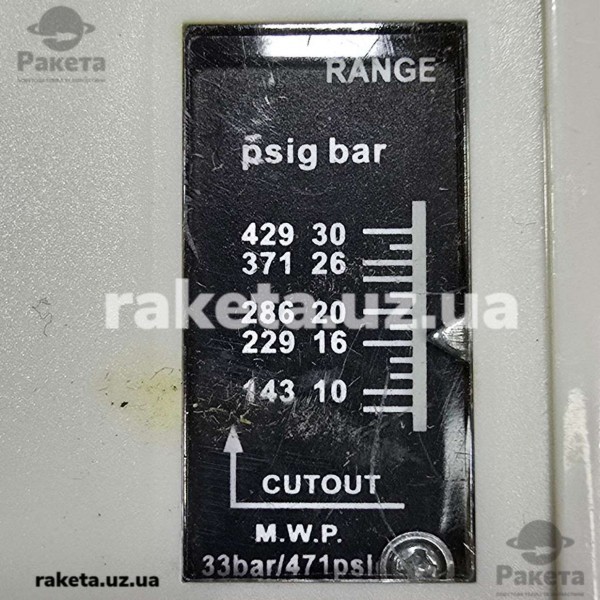 Ракета
RANGE
Ракета
psig bar
429 30
371 26
raketa.uz.ua
286 20
229 16
143 10
CUTOUT
M.W.P.
33bar/471psi
raketa.uz.ua
Ракета